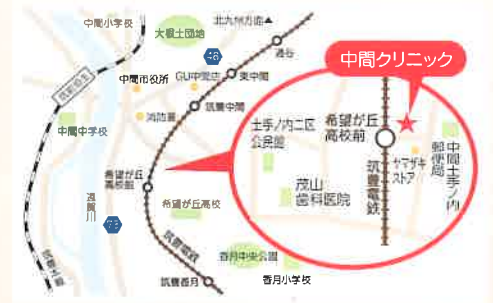 中間小学校
大根土団地
北九州方面▲
通谷
48
中間市役所
GU中間店
東中間
筑豊中間
消防署
中間中学校
希望が丘
高校前
遠賀川
73
希望が丘高校
筑豊電鉄
香月中央公園
筑豊香月
香月小学校
中間クリニック
希望が丘
高校前
土手ノ内二区
公民館
ヤマザキ
ストア
中間土手ノ内
郵便局
茂山
歯科医院
筑豊電鉄